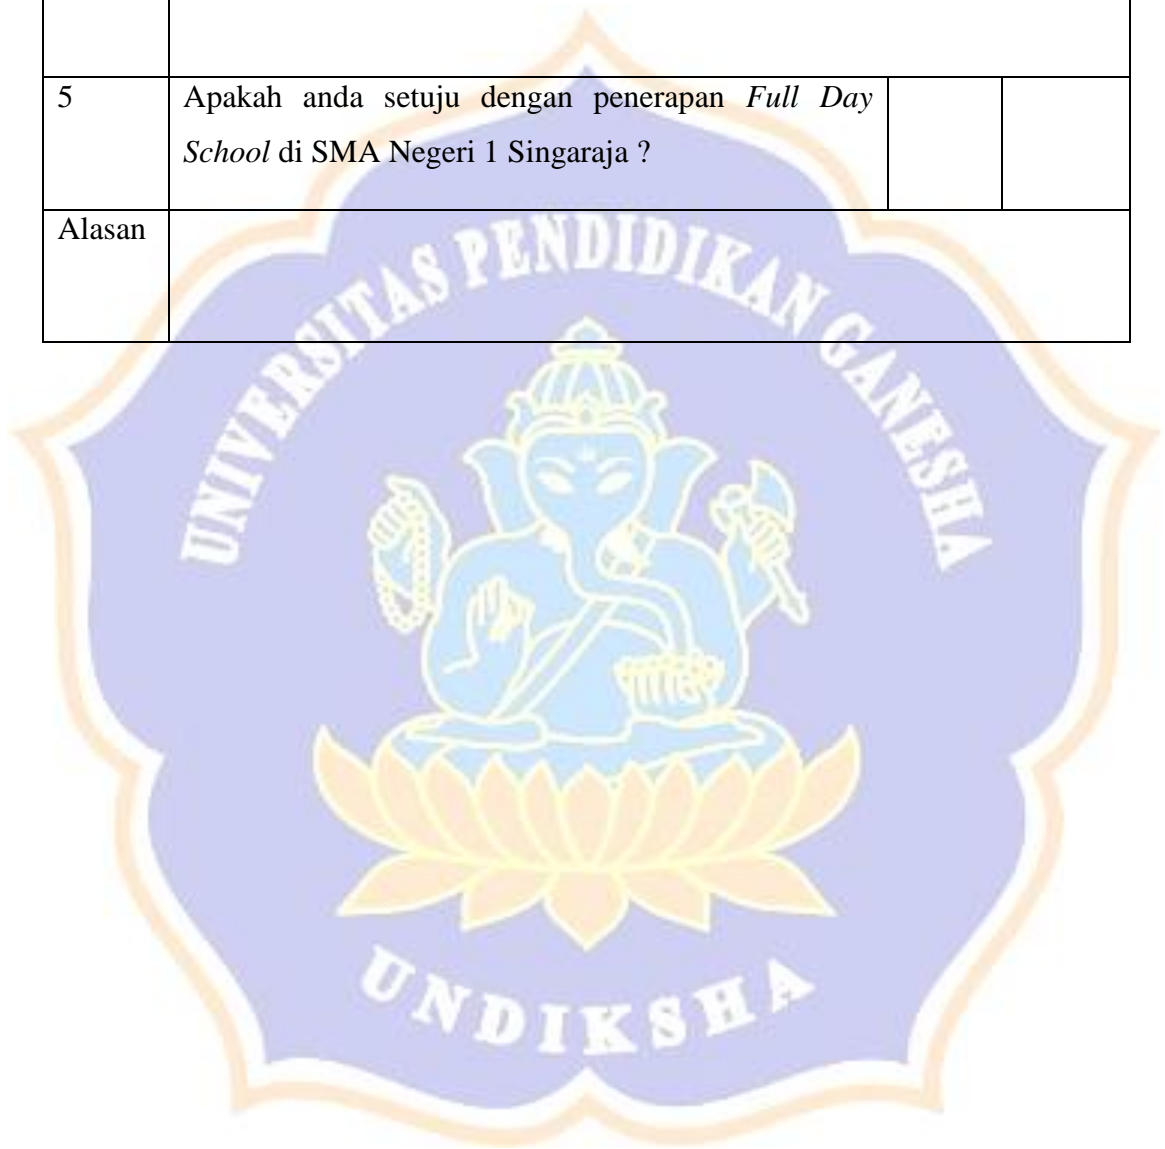 5
Apakah anda setuju dengan penerapan Full Day
School di SMA Negeri 1 Singaraja ?
Alasan
UNIVERSITAS PENDIDIKAN GANESHA
UNDIKSHA